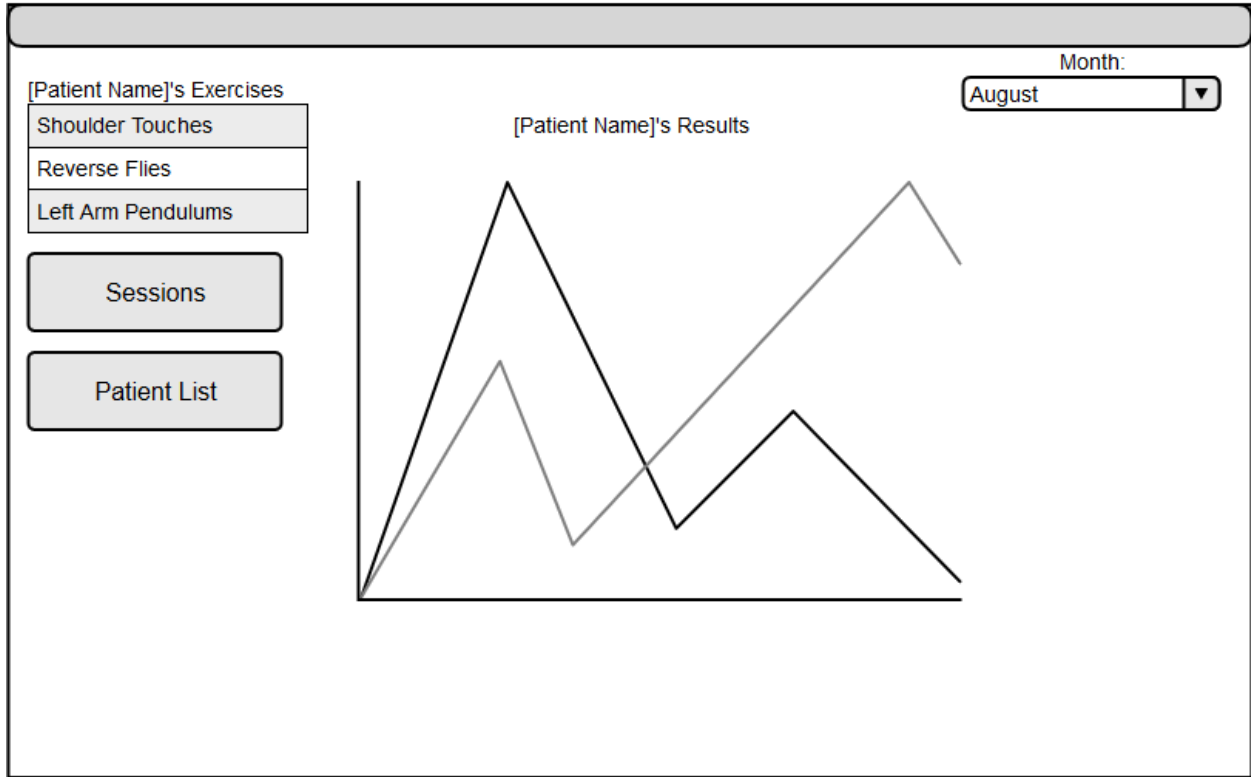 Month:
August
[Patient Name]'s Exercises
Shoulder Touches
Reverse Flies
Left Arm Pendulums
Sessions
Patient List
[Patient Name]'s Results